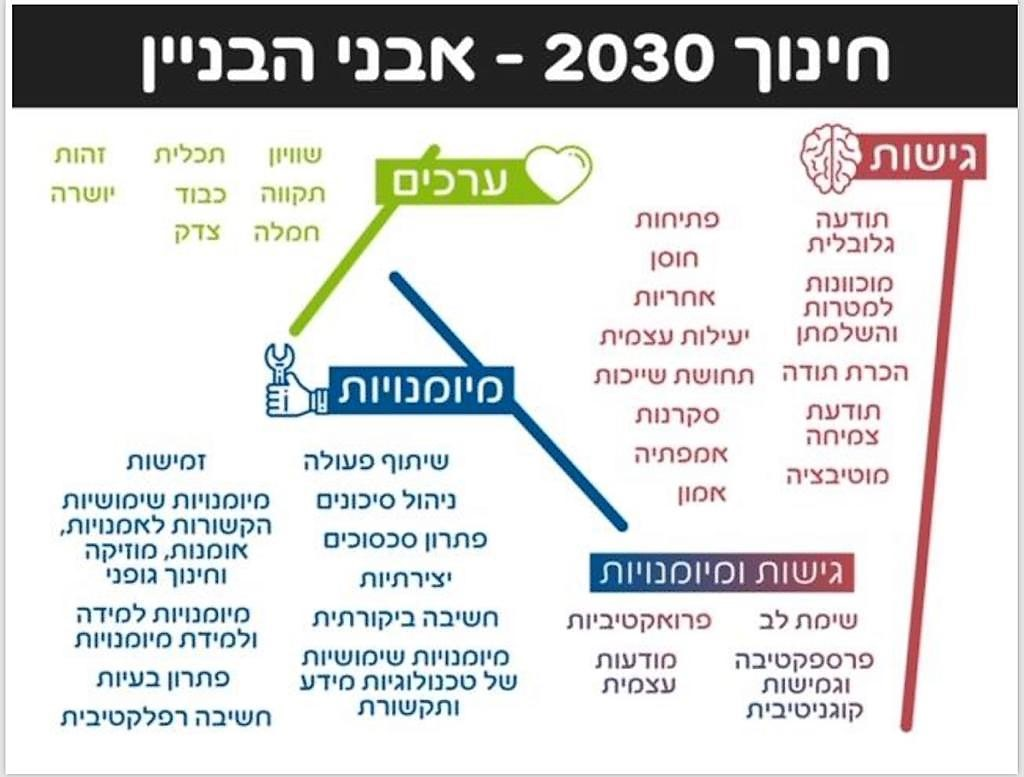 חינוך 2030 - אבני הבניין
גישות
תודעה
גלובלית
מוכוונות
למטרות
והשלמתן
הכרת תודה
תודעת
צמיחה
מוטיבציה
פתיחות
חוסן
אחריות
יעילות עצמית
תחושת שייכות
סקרנות
אמפתיה
אמון
ערכים
שוויון
תקווה
חמלה
תכלית
כבוד
צדק
זהות
יושרה
מיומנויות
שיתוף פעולה
ניהול סיכונים
פתרון סכסוכים
יצירתיות
חשיבה ביקורתית
מיומנויות שימושיות
של טכנולוגיות מידע
ותקשורת
זמישות
מיומנויות שימושיות
הקשורות לאמנויות,
אומנות, מוזיקה
וחינוך גופני
מיומנויות למידה
ולמידת מיומנויות
פתרון בעיות
חשיבה רפלקטיבית
גישות ומיומנויות
שימת לב
פרספקטיבה
וגמישות
קוגניטיבית
פרואקטיביות
מודעות
עצמית